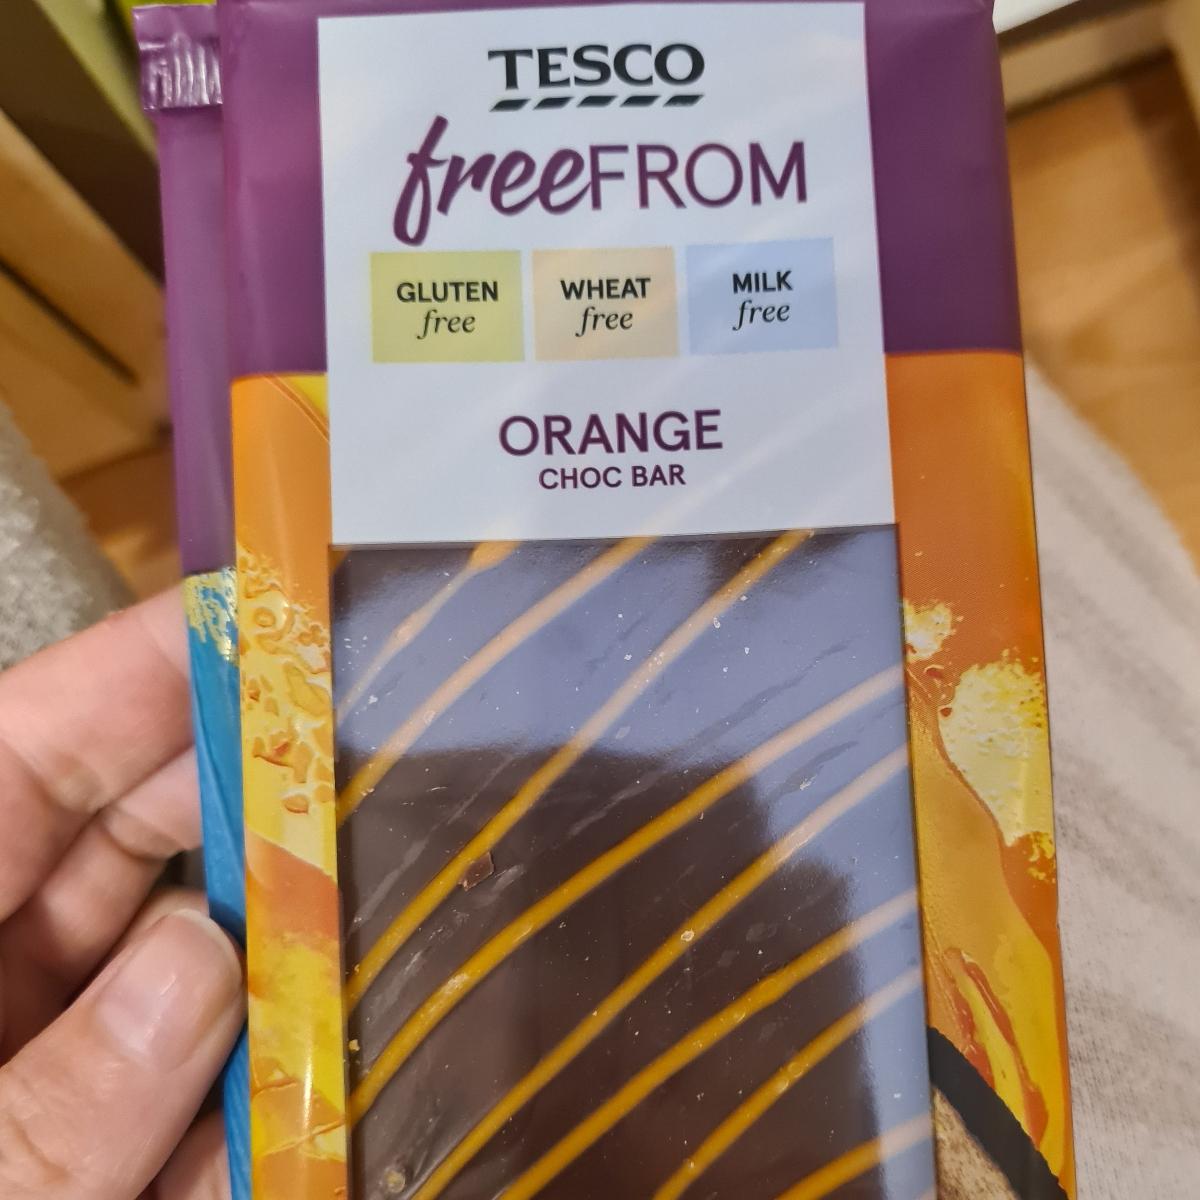 TESCO
freeFROM
GLUTEN free
WHEAT free
MILK free
ORANGE
CHOC BAR